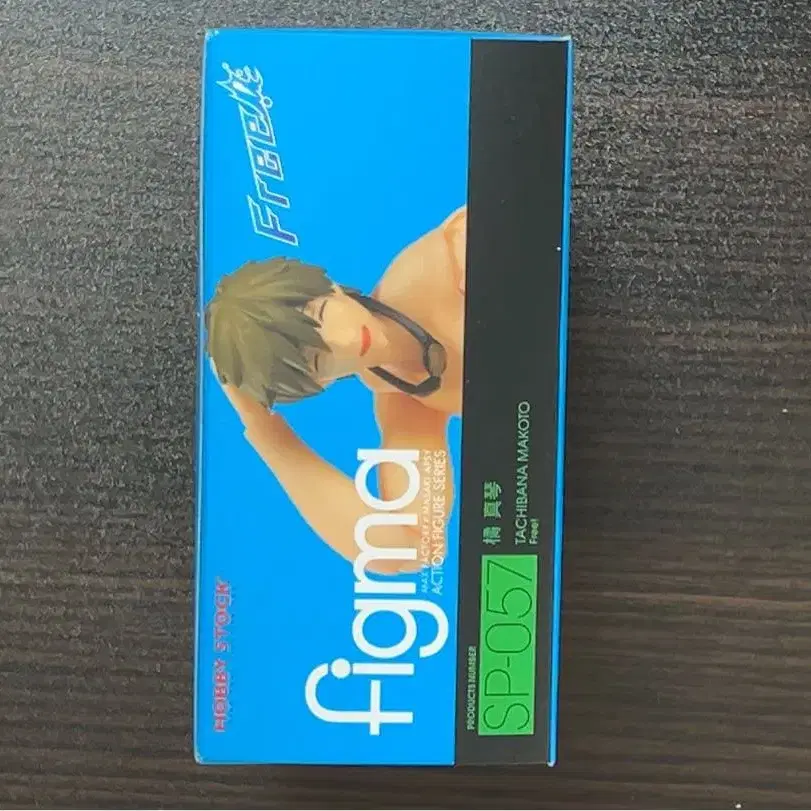 Free!
HOBBY STOCK
figma
MAX FACTORY × MASAKI APSY
ACTION FIGURE SERIES
PRODUCTS NUMBER
SP-057
橘 真琴
TACHIBANA MAKOTO
Free!